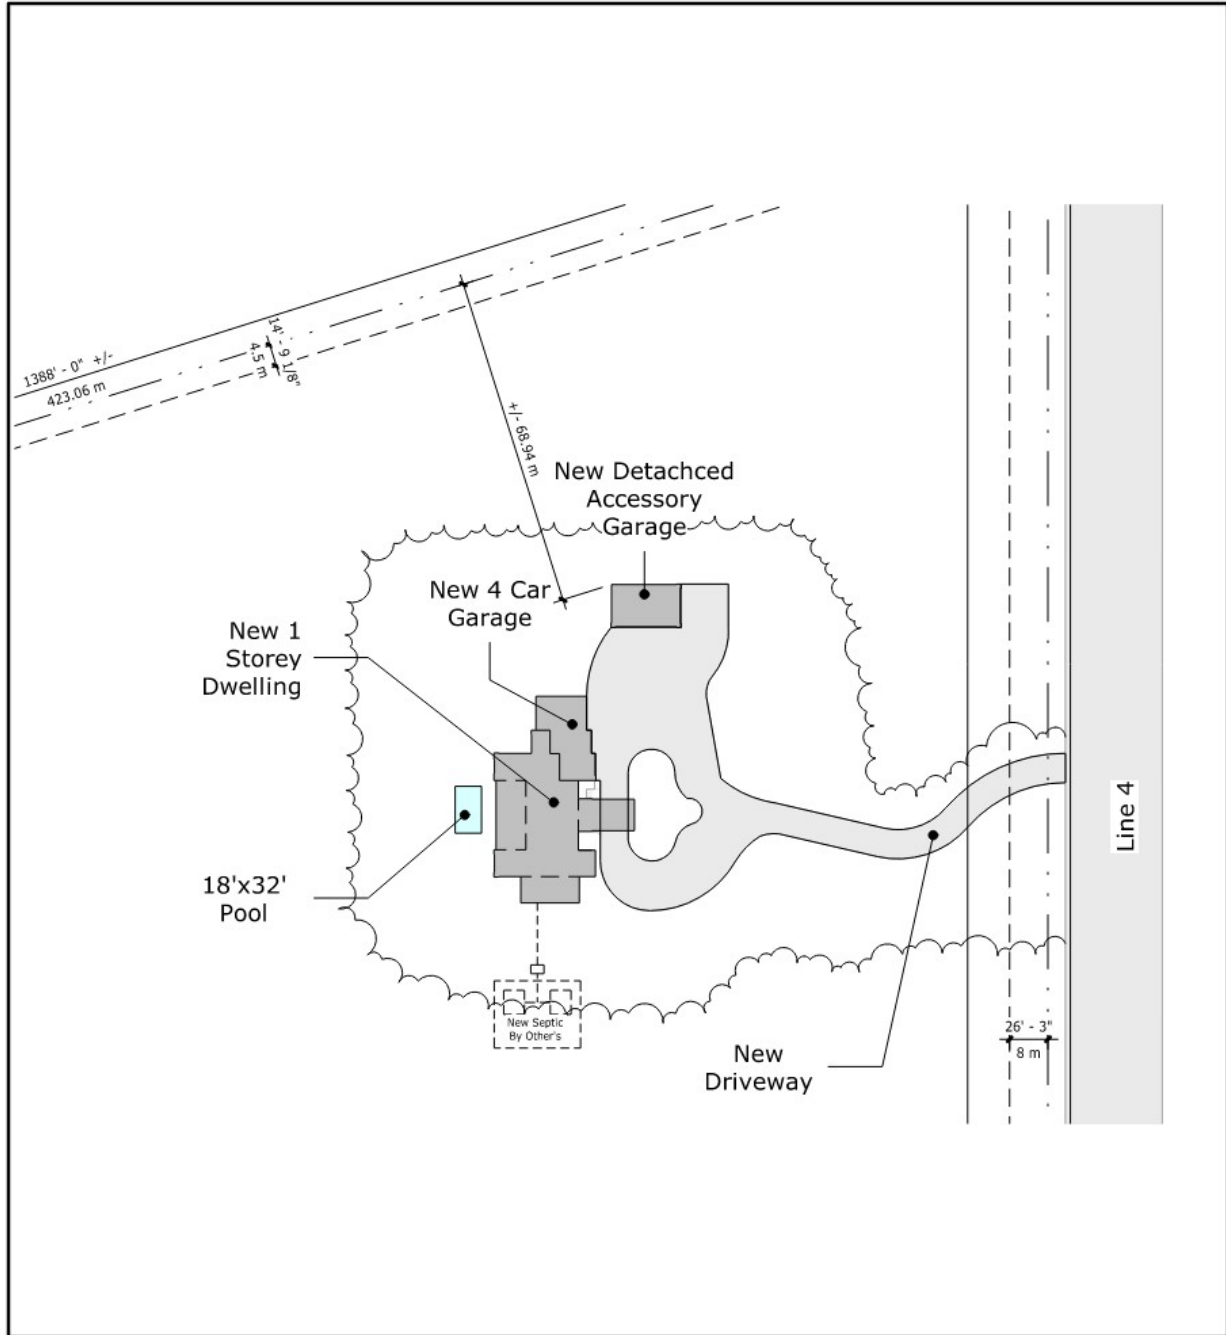 1388' - 0" +/-
423.06 m
14' - 9 1/8"
4.5 m
+/- 68.94 m
New Detachced
Accessory
Garage
New 4 Car
Garage
New 1
Storey
Dwelling
18'x32'
Pool
New Septic
By Other's
New
Driveway
26' - 3"
8 m
Line 4